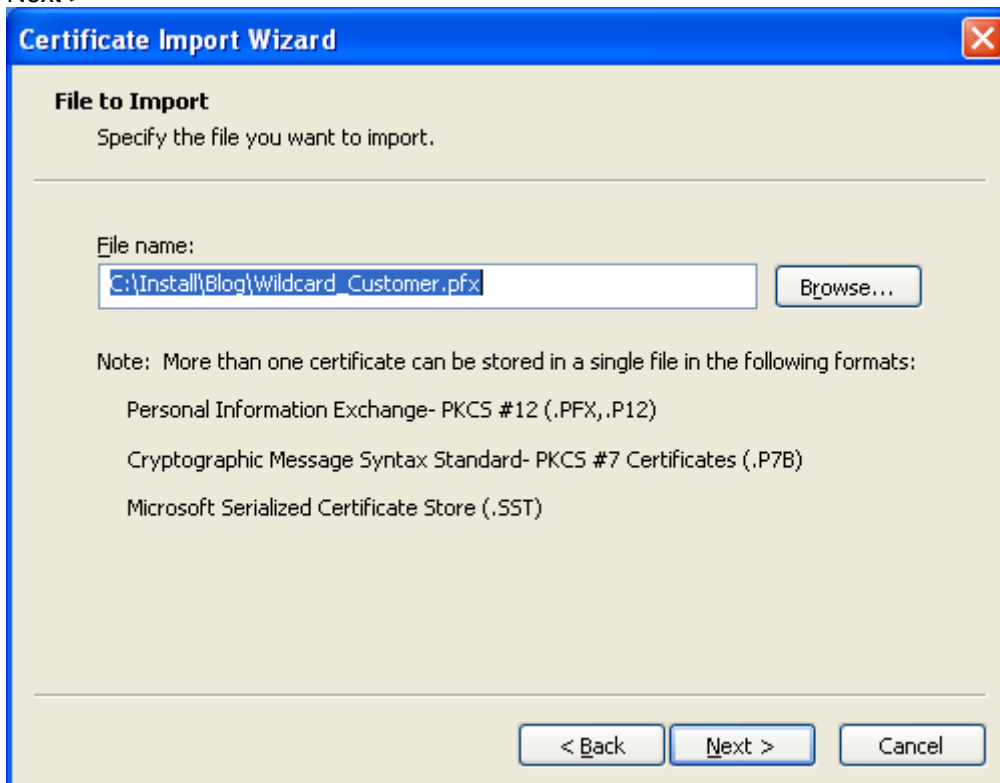 Next >
Certificate Import Wizard
File to Import
Specify the file you want to import.
File name:
C:\Install\Blog\Wildcard_Customer.pfx
Browse...
Note: More than one certificate can be stored in a single file in the following formats:
Personal Information Exchange- PKCS #12 (.PFX,.P12)
Cryptographic Message Syntax Standard- PKCS #7 Certificates (.P7B)
Microsoft Serialized Certificate Store (.SST)
< Back Next > Cancel